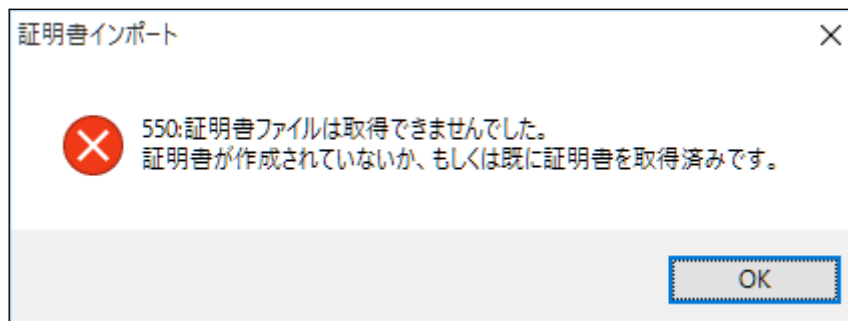 証明書インポート
550:証明書ファイルは取得できませんでした。
証明書が作成されていないか、もしくは既に証明書を取得済みです。
OK